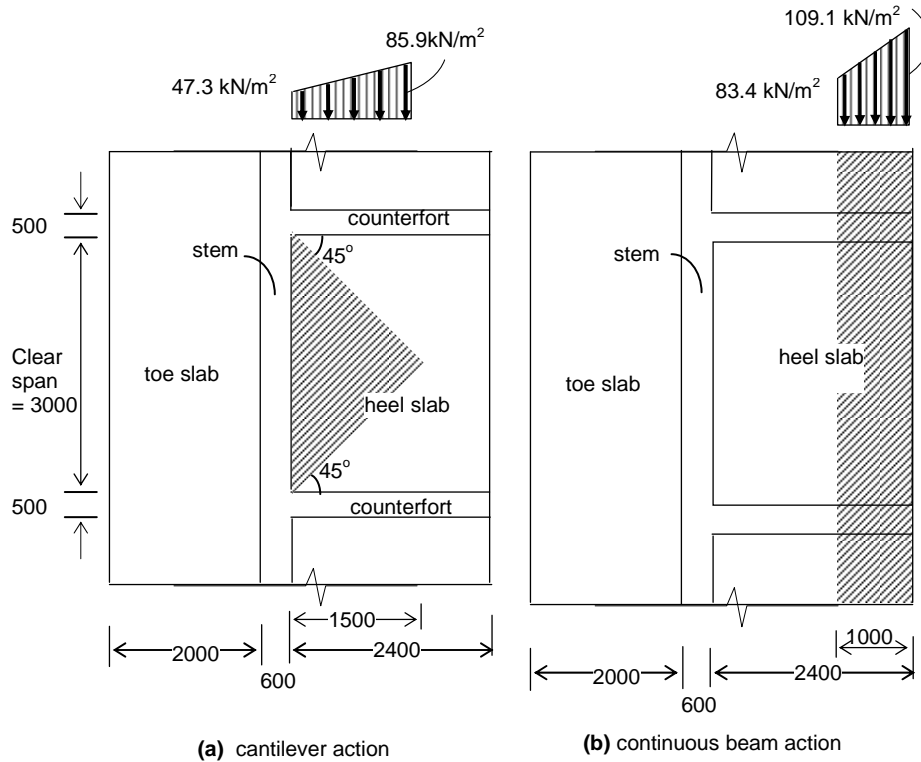 85.9kN/m²
47.3 kN/m²
500
counterfort
stem
45°
Clear
span
= 3000
toe slab
heel slab
45°
500
counterfort
1500
2000
2400
600
(a) cantilever action
109.1 kN/m²
83.4 kN/m²
stem
toe slab
heel slab
1000
2000
2400
600
(b) continuous beam action